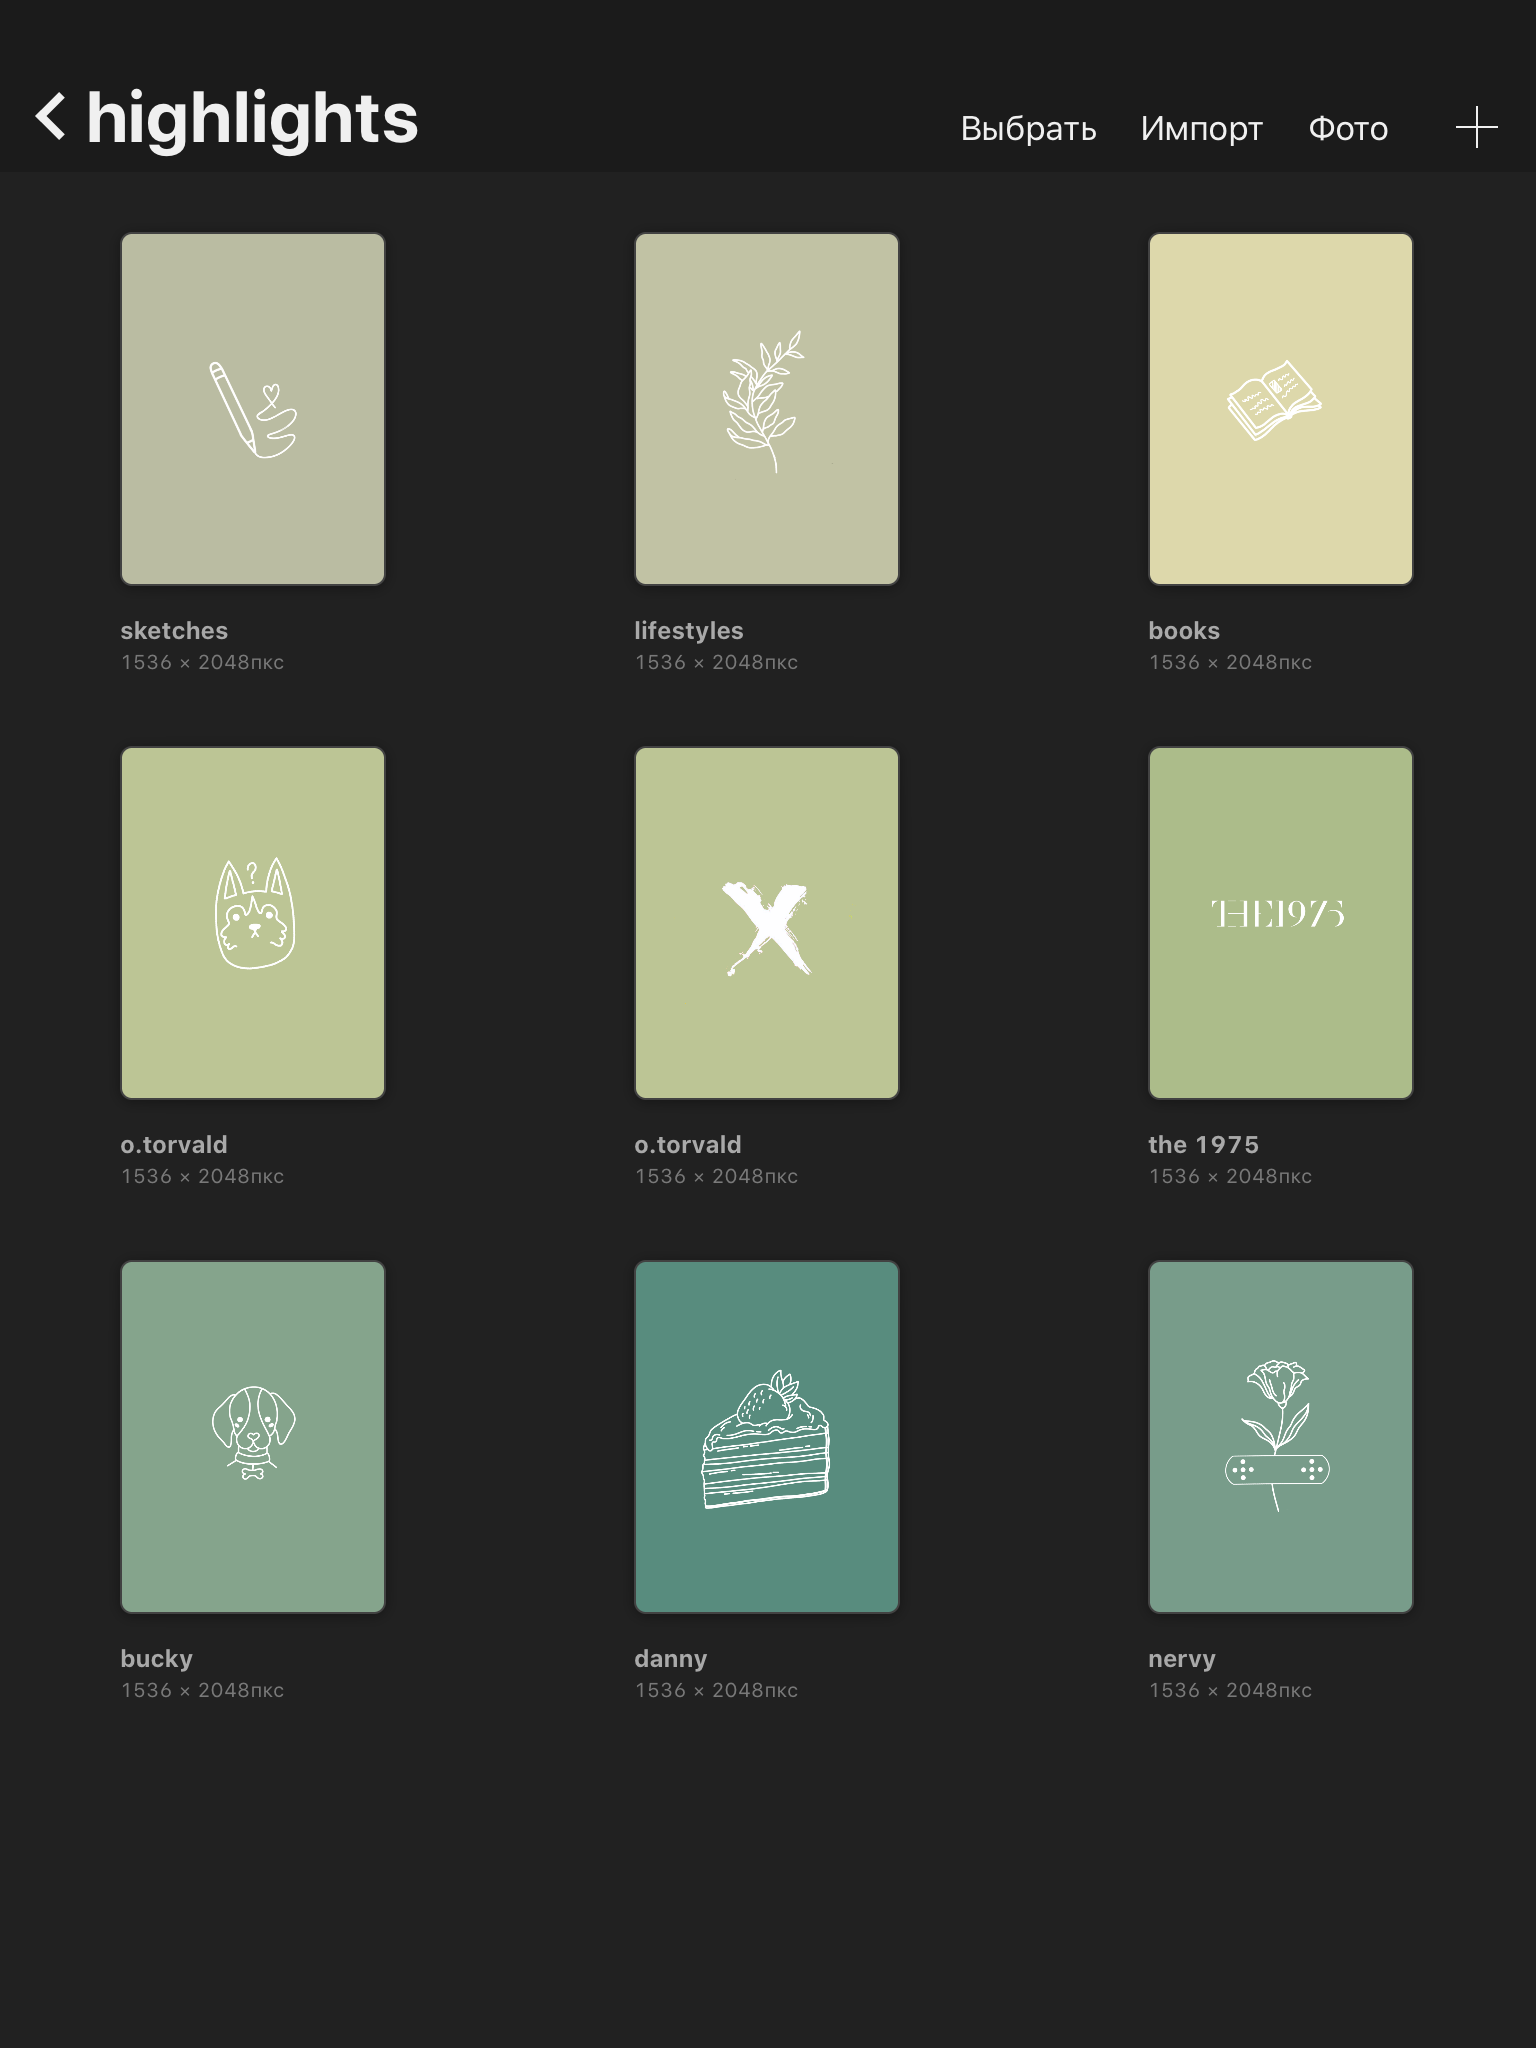 highlights
Выбрать Импорт Фото
sketches
1536 × 2048пкс
lifestyles
1536 × 2048пкс
books
1536 × 2048пкс
?
o.torvald
1536 × 2048пкс
X
o.torvald
1536 × 2048пкс
THE1975
the 1975
1536 × 2048пкс
bucky
1536 × 2048пкс
danny
1536 × 2048пкс
nervy
1536 × 2048пкс